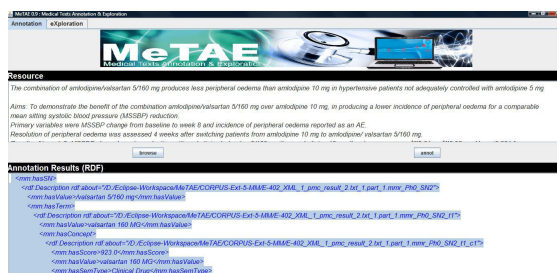 MeTAE 0.9 : Medical Texts Annotation & Exploration
Annotation eXploration
MeTAE
Medical Texts Annotation & Exploration
Resource
The combination of amlodipine/valsartan 5/160 mg produces less peripheral oedema than amlodipine 10 mg in hypertensive patients not adequately controlled with amlodipine 5 mg
Aims: To demonstrate the benefit of the combination amlodipine/valsartan 5/160 mg over amlodipine 10 mg, in producing a lower incidence of peripheral oedema for a comparable
mean sitting systolic blood pressure (MSSBP) reduction.
Primary variables were MSSBP change from baseline to week 8 and incidence of peripheral oedema reported as an AE.
Resolution of peripheral oedema was assessed 4 weeks after switching patients from amlodipine 10 mg to amlodipine/ valsartan 5/160 mg.
browse annot
Annotation Results (RDF)
<mm:hasSN>
<rdf:Description rdf:about="/D:/Eclipse-Workspace/MeTAE/CORPUS-Ext-5-MM/E-402_XML_1_pmc_result_2.txt_1.part_1.mmr_Ph0_SN2">
<mm:hasValue>valsartan 5/160 mg</mm:hasValue>
<mm:hasTerm>
<rdf:Description rdf:about="/D:/Eclipse-Workspace/MeTAE/CORPUS-Ext-5-MM/E-402_XML_1_pmc_result_2.txt_1.part_1.mmr_Ph0_SN2_t1">
<mm:hasValue>valsartan 160 MG</mm:hasValue>
<mm:hasConcept>
<rdf:Description rdf:about="/D:/Eclipse-Workspace/MeTAE/CORPUS-Ext-5-MM/E-402_XML_1_pmc_result_2.txt_1.part_1.mmr_Ph0_SN2_t1_c1">
<mm:hasScore>923.0</mm:hasScore>
<mm:hasValue>valsartan 160 MG</mm:hasValue>
<mm:hasSemType>Clinical Drug</mm:hasSemType>